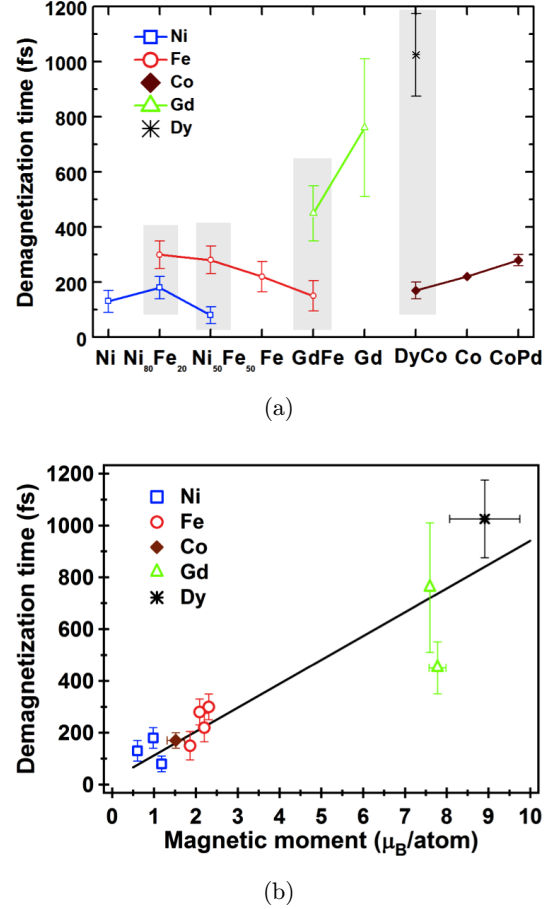 Demagnetization time (fs)
1200
1000
800
600
400
200
0
Ni
Fe
Co
Gd
Dy
Ni Ni₈₀Fe₂₀ Ni₅₀Fe₅₀ Fe GdFe Gd DyCo Co CoPd
(a)
Demagnetization time (fs)
1200
1000
800
600
400
200
0
Ni
Fe
Co
Gd
Dy
0 1 2 3 4 5 6 7 8 9 10
Magnetic moment (μ_B/atom)
(b)